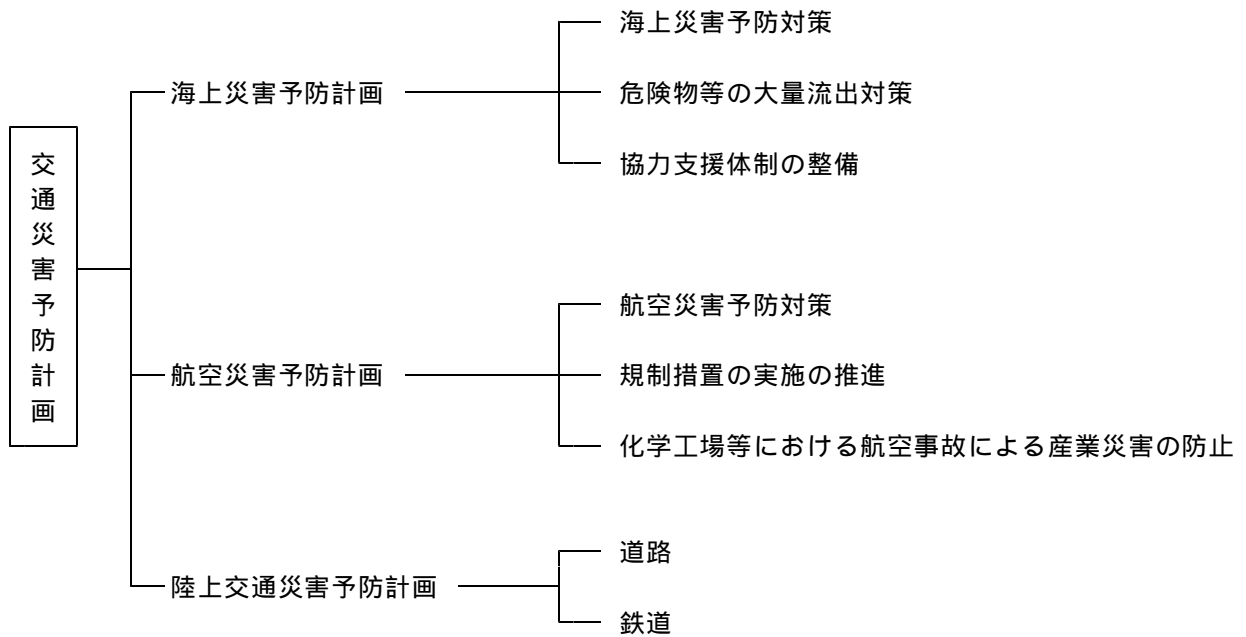 交通災害予防計画
海上災害予防計画
海上災害予防対策
危険物等の大量流出対策
協力支援体制の整備
航空災害予防計画
航空災害予防対策
規制措置の実施の推進
化学工場等における航空事故による産業災害の防止
陸上交通災害予防計画
道路
鉄道